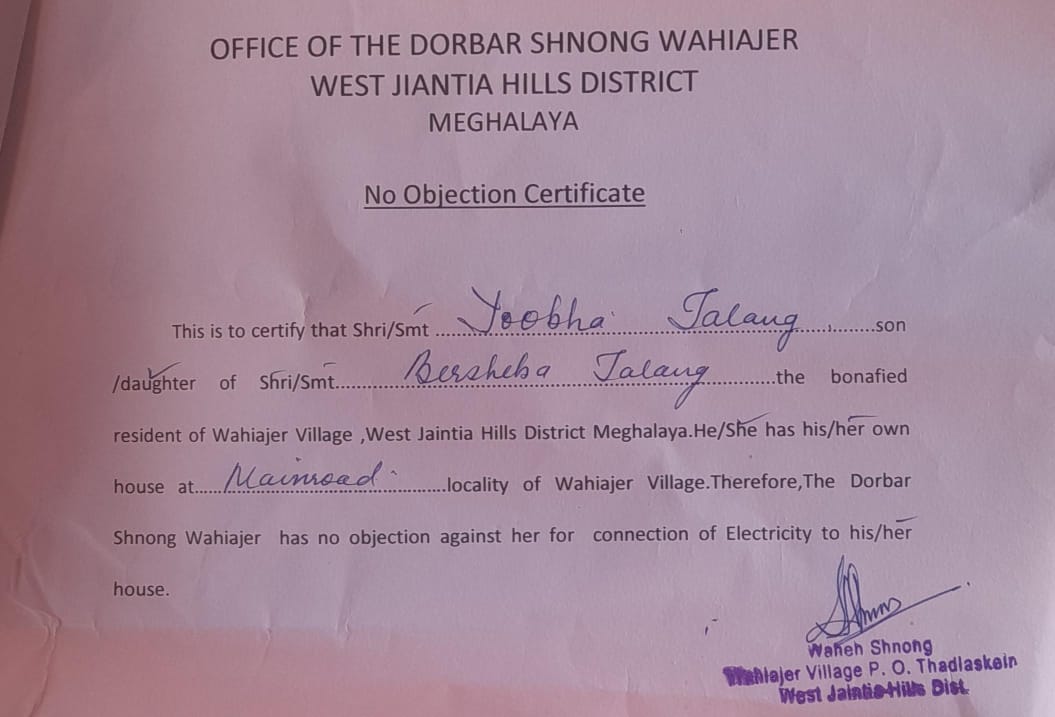 OFFICE OF THE DORBAR SHNONG WAHIAJER
WEST JIANTIA HILLS DISTRICT
MEGHALAYA
No Objection Certificate
This is to certify that Shri/Smt Yoobha Talang son
/daughter of Shri/Smt Bersheba Talang the bonafied
resident of Wahiajer Village ,West Jaintia Hills District Meghalaya.He/She has his/her own
house at Mainroad locality of Wahiajer Village.Therefore,The Dorbar
Shnong Wahiajer has no objection against her for connection of Electricity to his/her
house.
Waheh Shnong
Wahiajer Village P. O. Thadlaskein
West Jaintia Hills Dist.